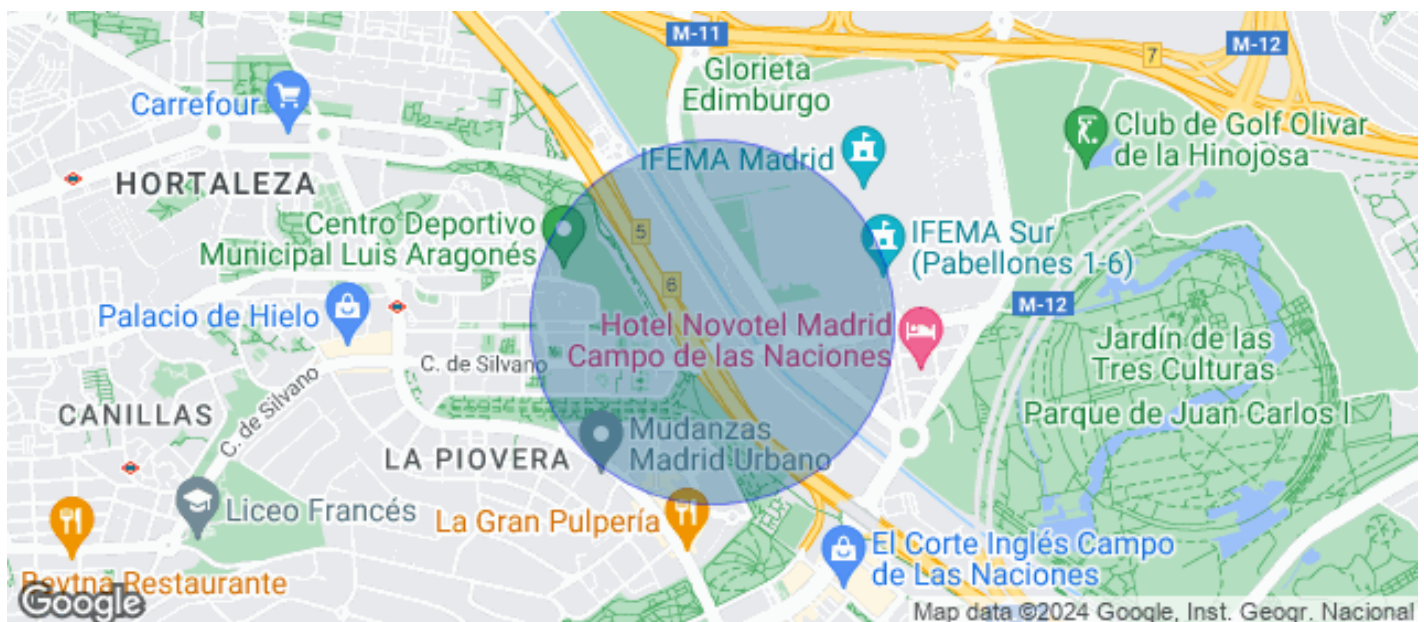 M-11
M-12
7
Glorieta
Edimburgo
Carrefour
Club de Golf Olivar
de la Hinojosa
IFEMA Madrid
HORTALEZA
Centro Deportivo
Municipal Luis Aragonés
5
IFEMA Sur
(Pabellones 1-6)
6
M-12
Palacio de Hielo
Hotel Novotel Madrid
Campo de las Naciones
Jardín de las
Tres Culturas
C. de Silvano
C. de Silvano
CANILLAS
Parque de Juan Carlos I
Mudanzas
Madrid Urbano
LA PIOVERA
Liceo Francés
La Gran Pulpería
El Corte Inglés Campo
de Las Naciones
Restaurante
Google
Map data ©2024 Google, Inst. Geogr. Nacional